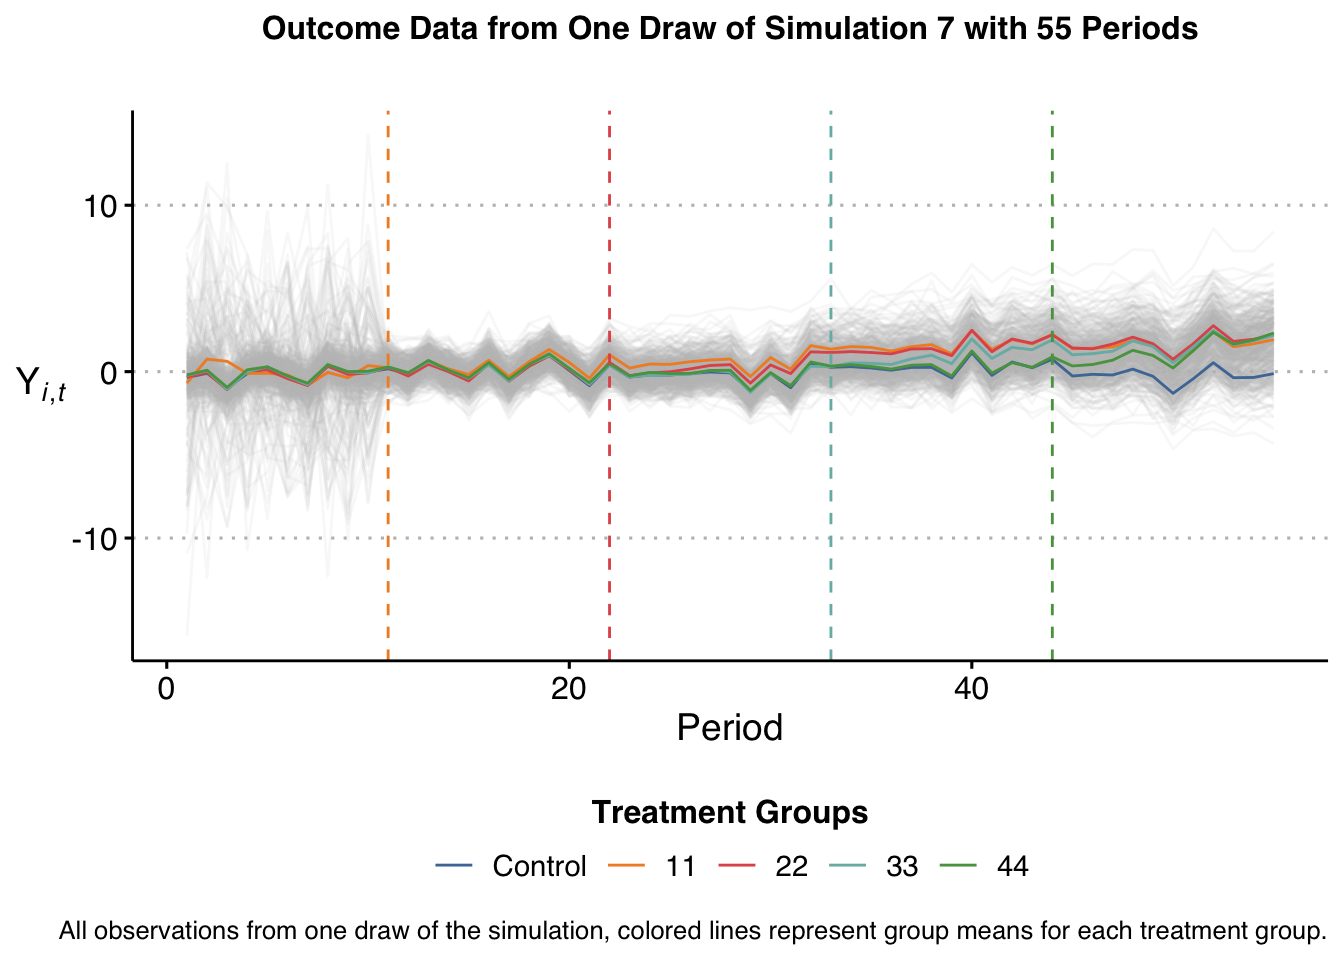 Outcome Data from One Draw of Simulation 7 with 55 Periods
10
0
-10
Y i,t
0 20 40
Period
Treatment Groups
Control 11 22 33 44
All observations from one draw of the simulation, colored lines represent group means for each treatment group.